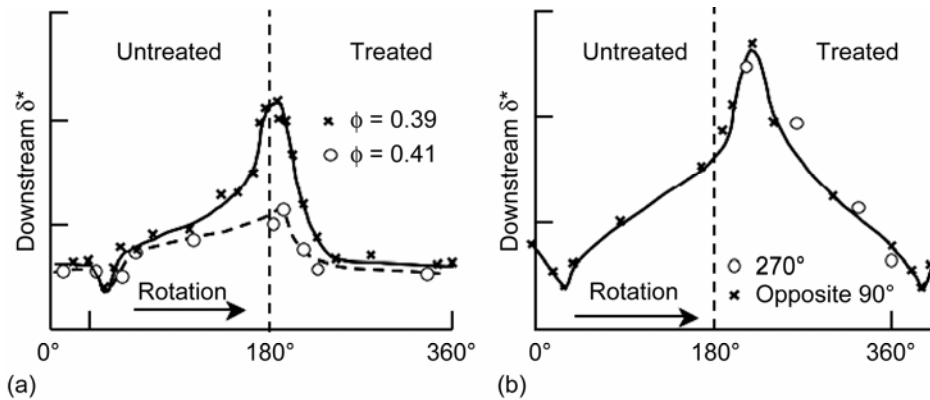 Downstream δ*
Untreated
Treated
× ϕ = 0.39
○ ϕ = 0.41
Rotation
0°
180°
360°
(a)
Downstream δ*
Untreated
Treated
○ 270°
× Opposite 90°
Rotation
0°
180°
360°
(b)